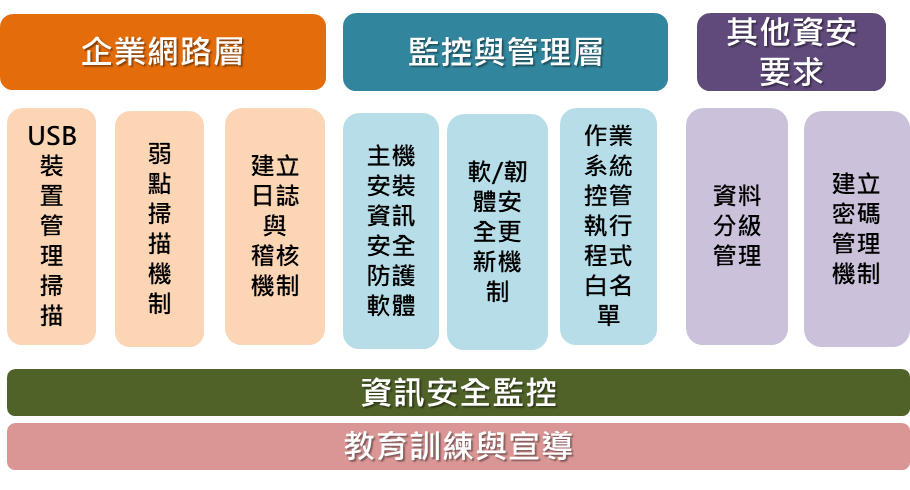 企業網路層
監控與管理層
其他資安
要求
USB
裝
置
管
理
掃
描
弱
點
掃
描
機
制
建立
日誌
與
稽核
機制
主機
安裝
資訊
安全
防護
軟體
軟/韌
體安
全更
新機
制
作業
系統
控管
執行
程式
白名
單
資料
分級
管理
建立
密碼
管理
機制
資訊安全監控
教育訓練與宣導